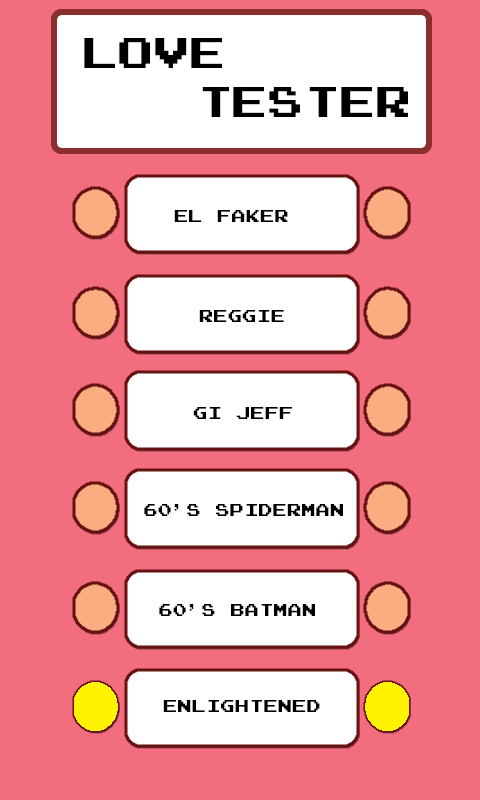 LOVE
TESTER
EL FAKER
REGGIE
GI JEFF
60'S SPIDERMAN
60'S BATMAN
ENLIGHTENED